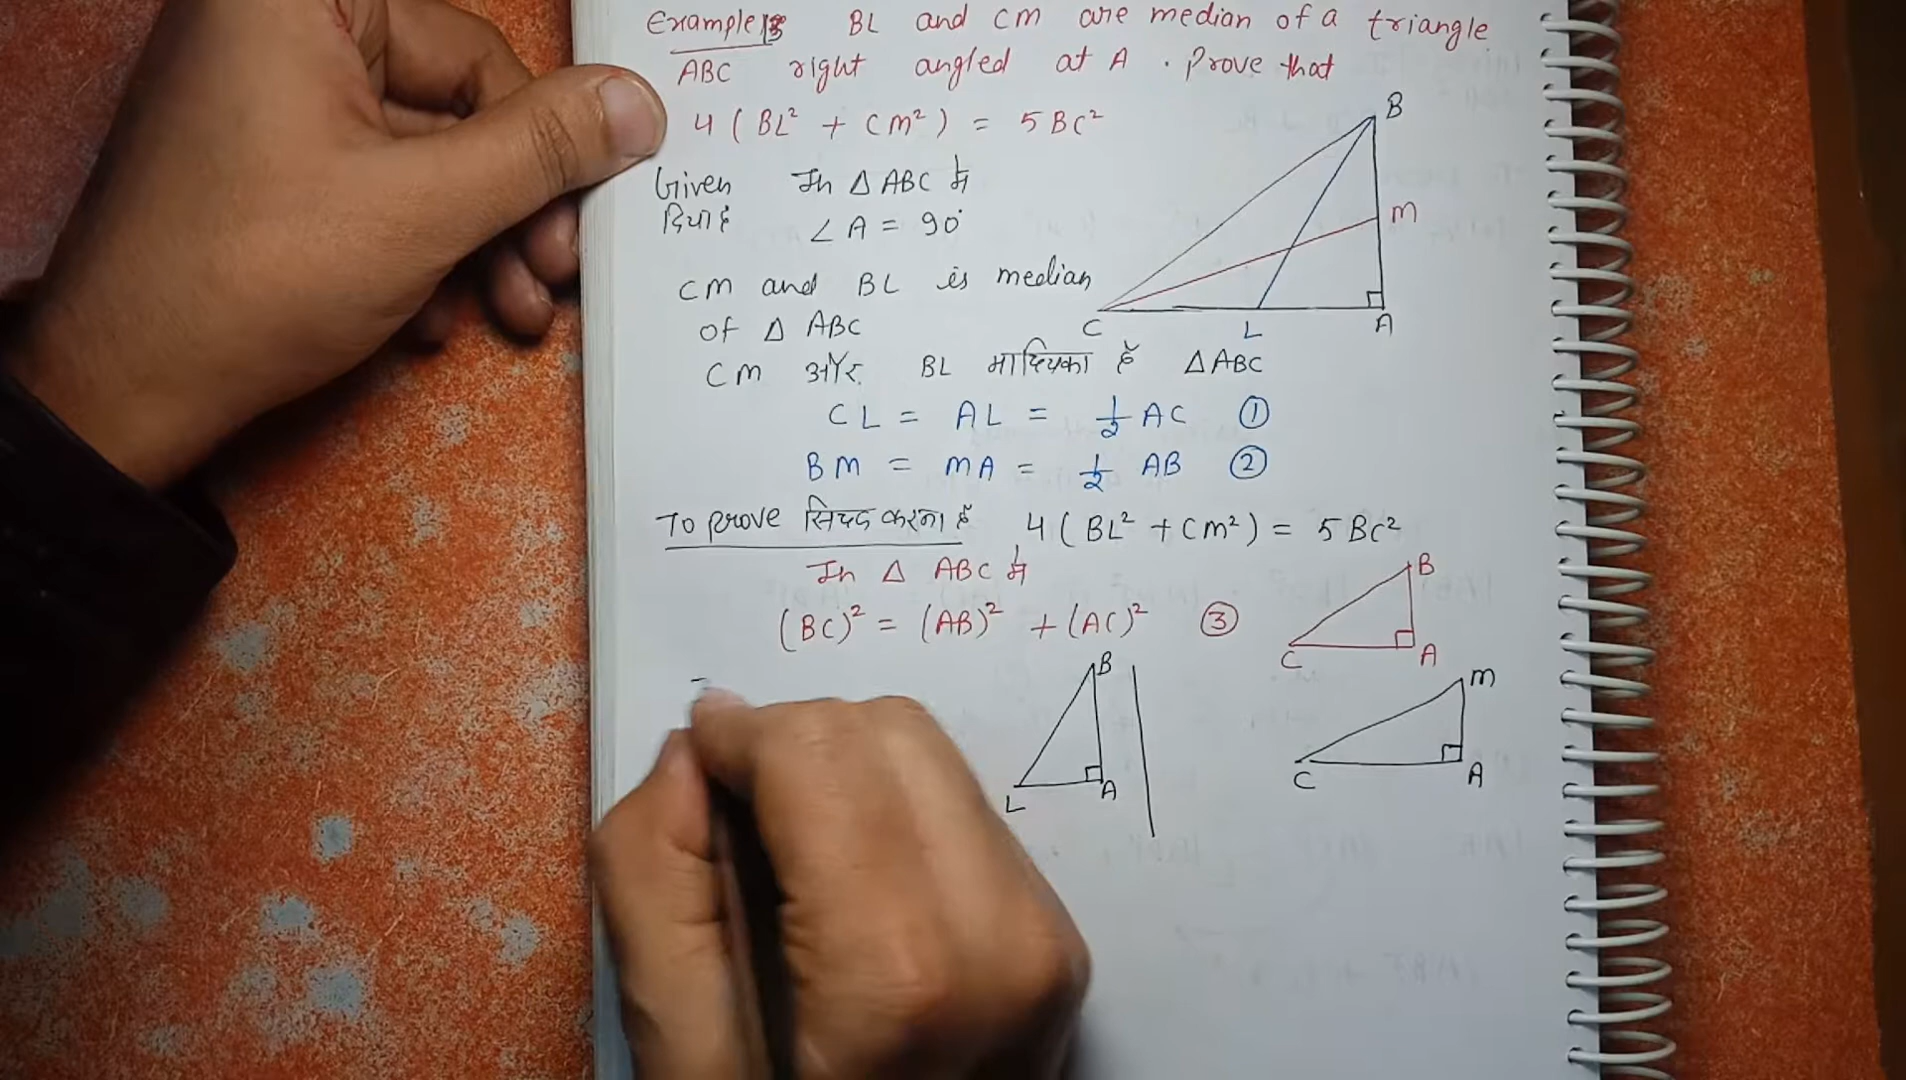 Example 13 BL and CM are median of a triangle
ABC right angled at A. Prove that
4 ( BL² + CM² ) = 5 BC²
Given In Δ ABC में
दिया है ∠ A = 90°
CM and BL is median
of Δ ABC
CM और BL माध्यिका है Δ ABC
CL = AL = 1/2 AC ①
BM = MA = 1/2 AB ②
To prove सिद्ध करना है 4 ( BL² + CM² ) = 5 BC²
In Δ ABC में
(BC)² = (AB)² + (AC)² ③
B
M
C L A
B
C A
B
L A
M
C A